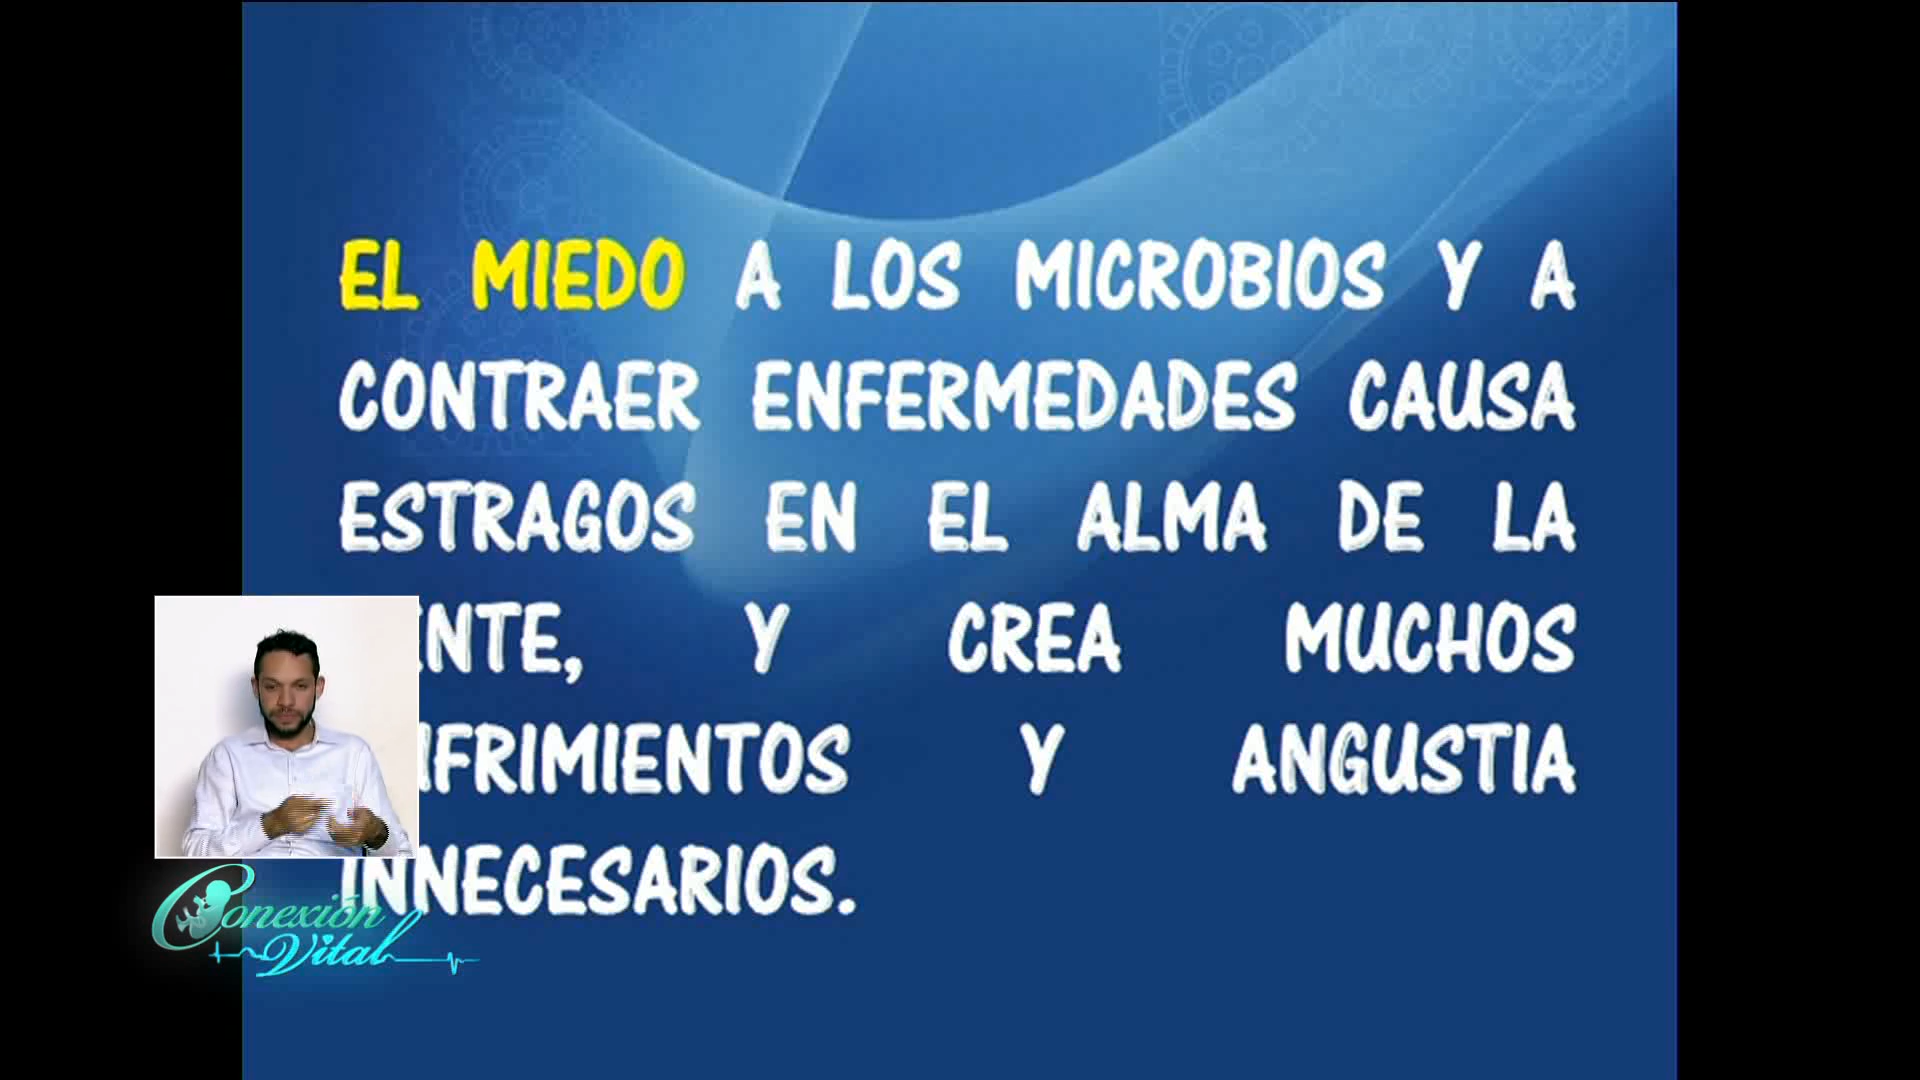 EL MIEDO A LOS MICROBIOS Y A
CONTRAER ENFERMEDADES CAUSA
ESTRAGOS EN EL ALMA DE LA
Y CREA MUCHOS
Y ANGUSTIA
INNECESARIOS.
Conexión
Vital